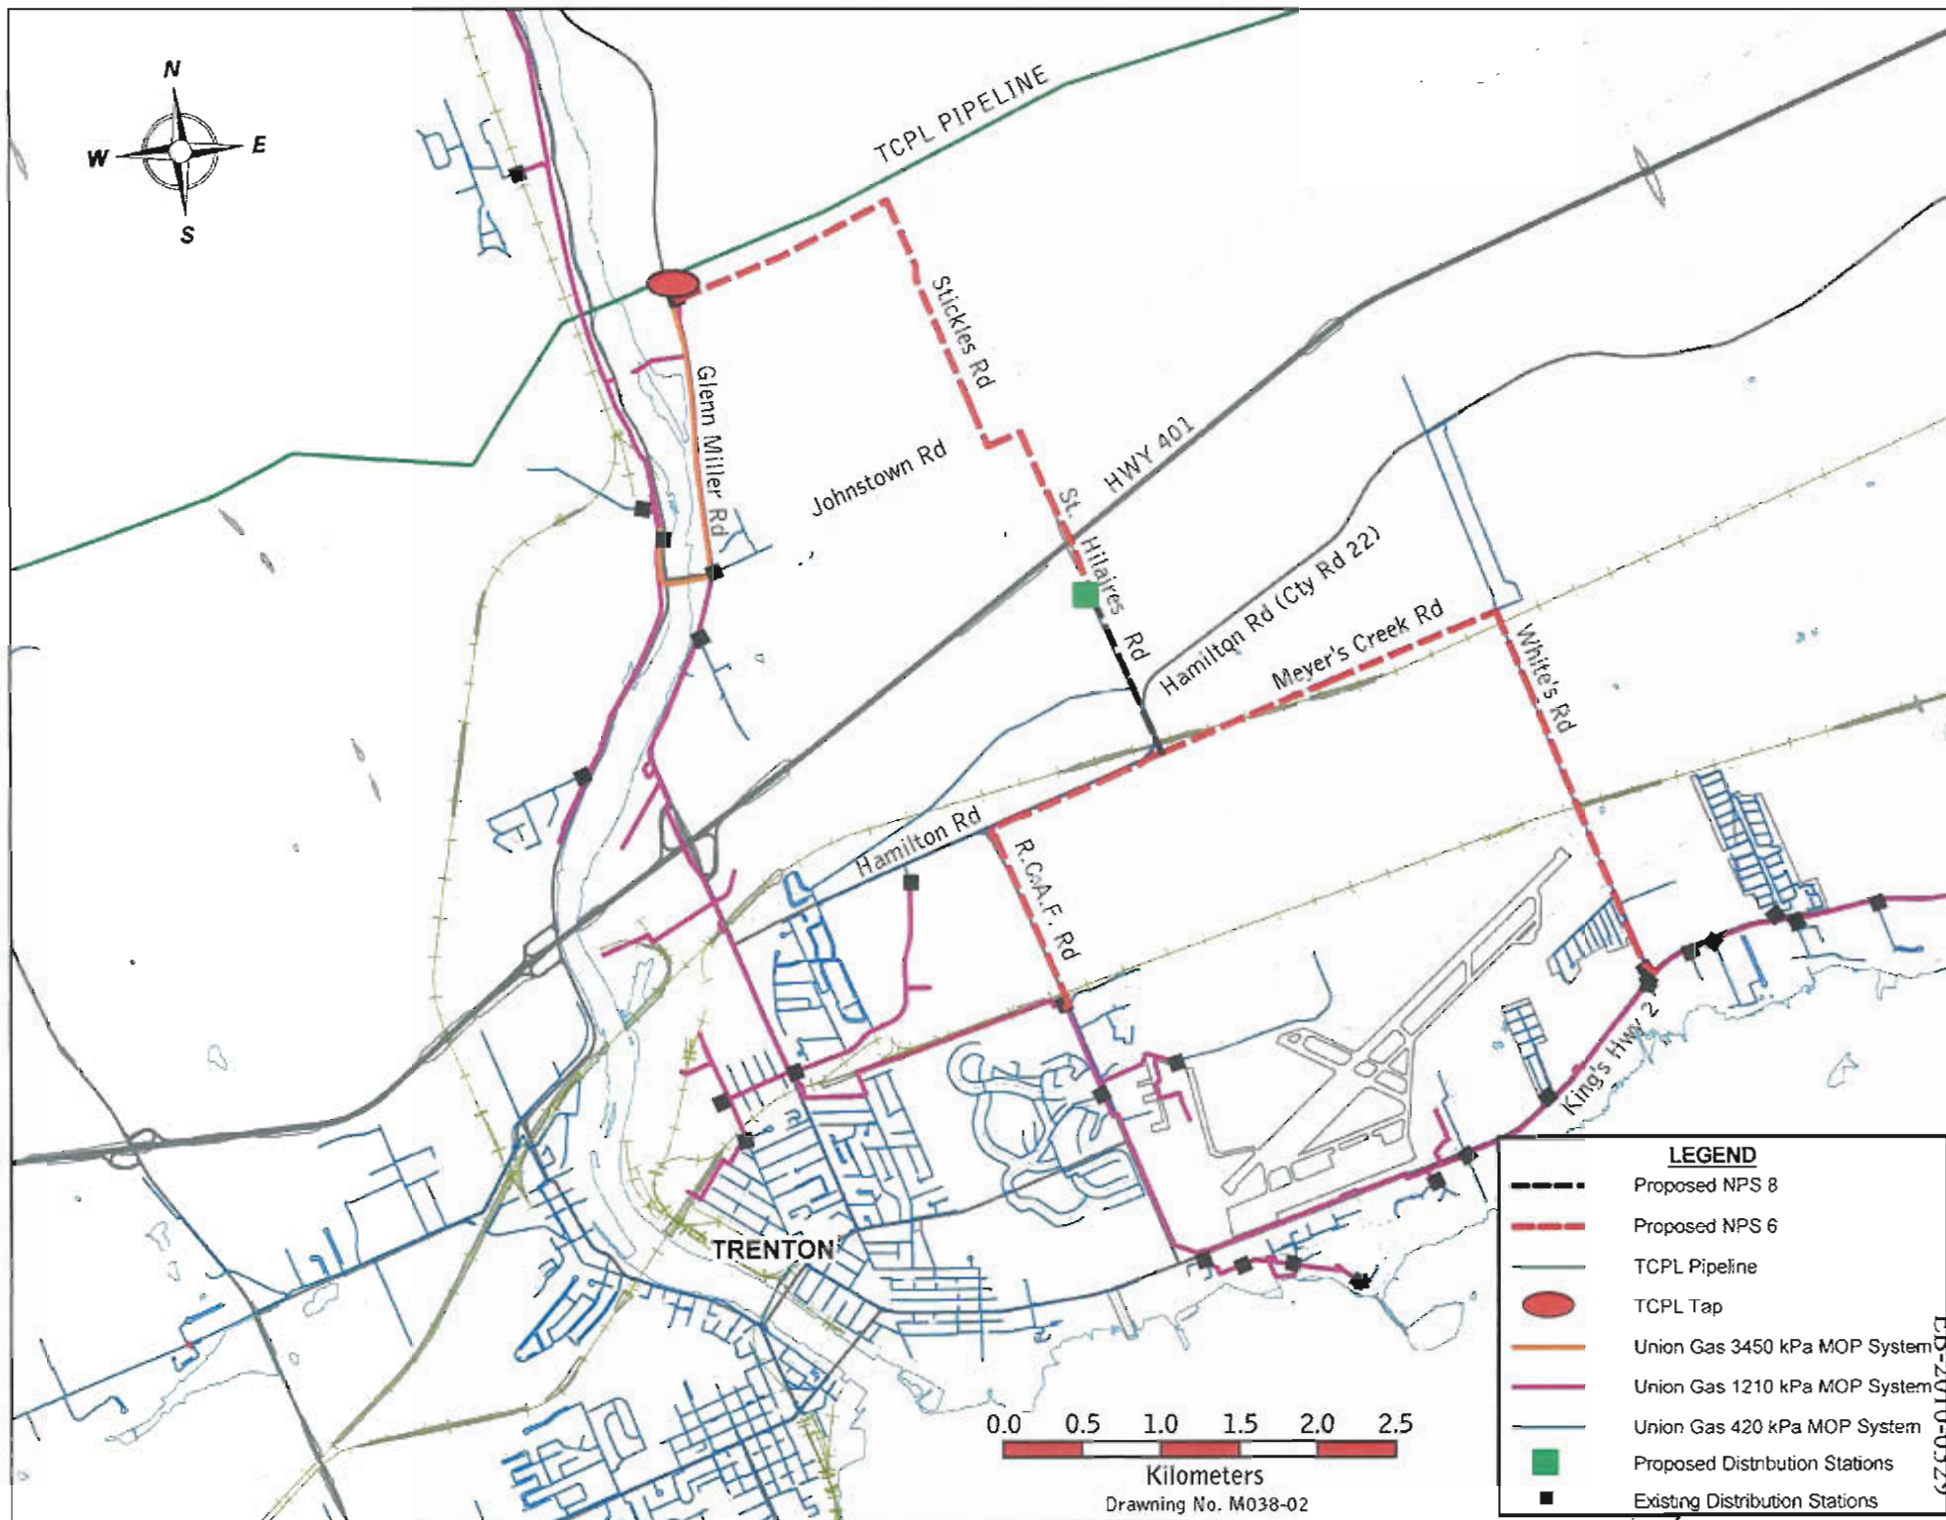 N
W E
S
TCPL PIPELINE
Stickles Rd
Glenn Miller Rd
Johnstown Rd
HWY 401
St. Hilaires Rd
Hamilton Rd (Cty Rd 22)
Meyer's Creek Rd
White's Rd
Hamilton Rd
R.C.A.F. Rd
King's Hwy 2
TRENTON
0.0 0.5 1.0 1.5 2.0 2.5
Kilometers
Drawing No. M038-02
LEGEND
Proposed NPS 8
Proposed NPS 6
TCPL Pipeline
TCPL Tap
Union Gas 3450 kPa MOP System
Union Gas 1210 kPa MOP System
Union Gas 420 kPa MOP System
Proposed Distribution Stations
Existing Distribution Stations
EB-2010-0329